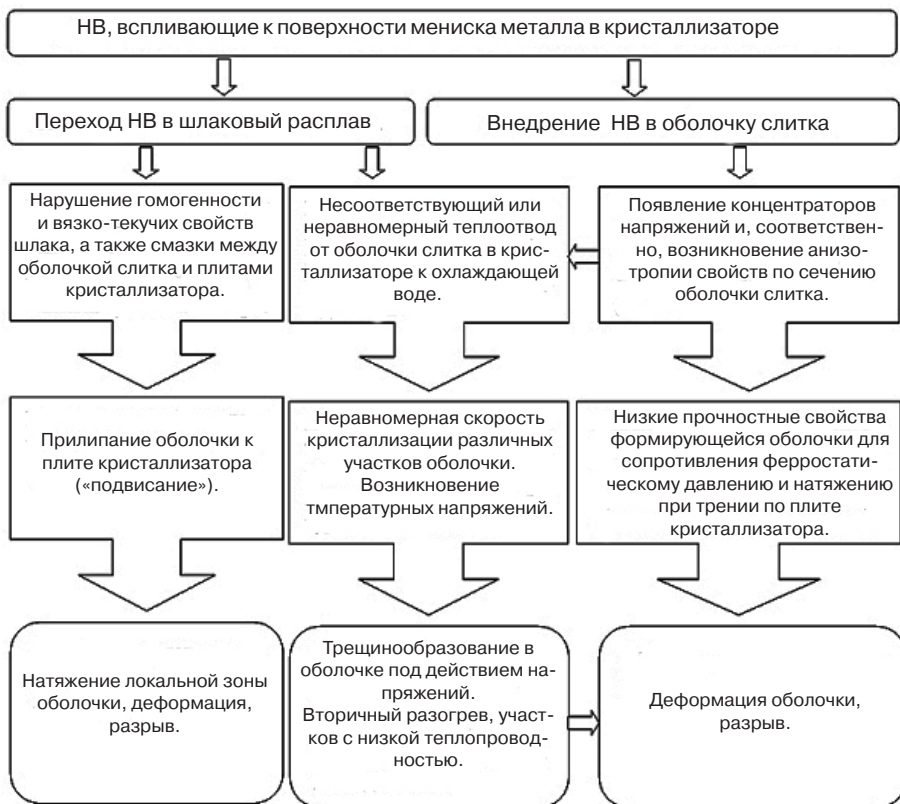 НВ, вспливающие к поверхности мениска металла в кристаллизаторе
Переход НВ в шлаковый расплав
Внедрение НВ в оболочку слитка
Нарушение гомогенности
и вязко-текучих свойств
шлака, а также смазки между
оболочкой слитка и плитами
кристаллизатора.
Несоответствующий или
неравномерный теплоотвод
от оболочки слитка в крис-
таллизаторе к охлаждающей
воде.
Появление концентраторов
напряжений и, соответствен-
но, возникновение анизо-
тропии свойств по сечению
оболочки слитка.
Прилипание оболочки к
плите кристаллизатора
(«подвисание»).
Неравномерная скорость
кристаллизации различных
участков оболочки.
Возникновение
тмпературных напряжений.
Низкие прочностные свойства
формирующейся оболочки для
сопротивления ферростати-
ческому давлению и натяжению
при трении по плите
кристаллизатора.
Натяжение локальной зоны
оболочки, деформация,
разрыв.
Трещинообразование в
оболочке под действием на-
пряжений.
Вторичный разогрев, участ-
ков с низкой теплопровод-
ностью.
Деформация оболочки,
разрыв.